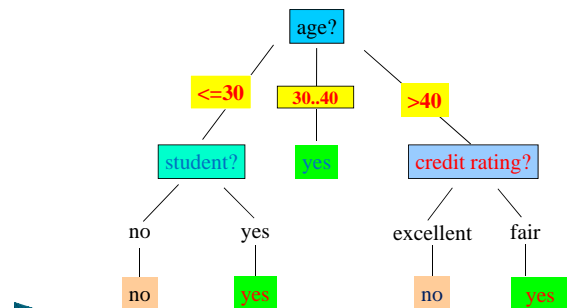 age?
<=30
30..40
>40
student?
yes
credit rating?
no
yes
excellent
fair
no
yes
no
yes